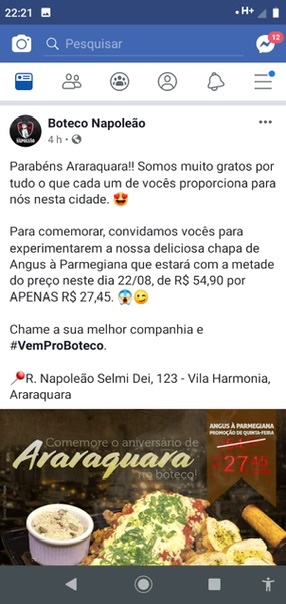 22:21
H+
Pesquisar
12
Boteco Napoleão
4 h
Parabéns Araraquara!! Somos muito gratos por
tudo o que cada um de vocês proporciona para
nós nesta cidade. 😍
Para comemorar, convidamos vocês para
experimentarem a nossa deliciosa chapa de
Angus à Parmegiana que estará com a metade
do preço neste dia 22/08, de R$ 54,90 por
APENAS R$ 27,45. 😱😉
Chame a sua melhor companhia e
#VemProBoteco.
📍R. Napoleão Selmi Dei, 123 - Vila Harmonia,
Araraquara
Comemore o aniversário de
Araraquara
no boteco!
ANGUS À PARMEGIANA
PROMOÇÃO DE QUINTA-FEIRA
27,45